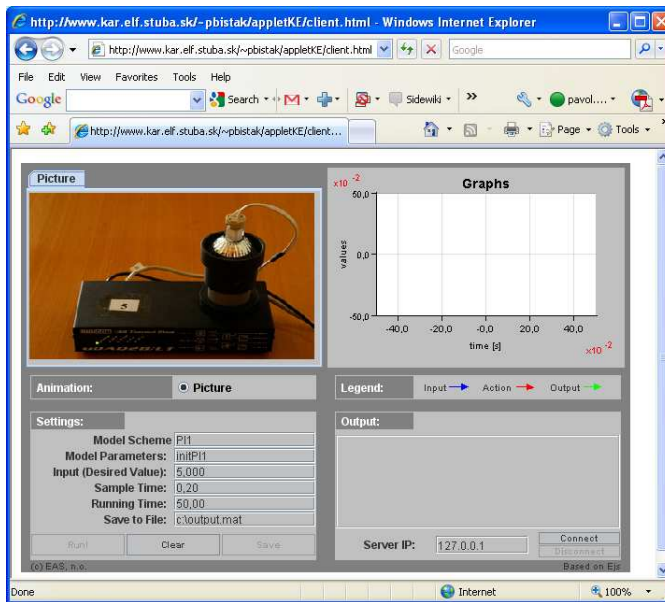 http://www.kar.elf.stuba.sk/~pbistak/appletKE/client.html - Windows Internet Explorer
http://www.kar.elf.stuba.sk/~pbistak/appletKE/client.html
Google
File Edit View Favorites Tools Help
Google Search Sidewiki pavol....
http://www.kar.elf.stuba.sk/~pbistak/appletKE/client... Page Tools
Picture
5
x10 -2
Graphs
50,0
0,0
-50,0
values
-40,0 -20,0 -0,0 20,0 40,0
time [s]
x10 -2
Animation: Picture
Legend: Input Action Output
Settings:
Model Scheme PI1
Model Parameters: initPI1
Input (Desired Value): 5,000
Sample Time: 0,20
Running Time: 50,00
Save to File: c:\output.mat
Run! Clear Save
Output:
Server IP: 127.0.0.1 Connect
Disconnect
(c) EAS, n.o. Based on Ejs
Done Internet 100%